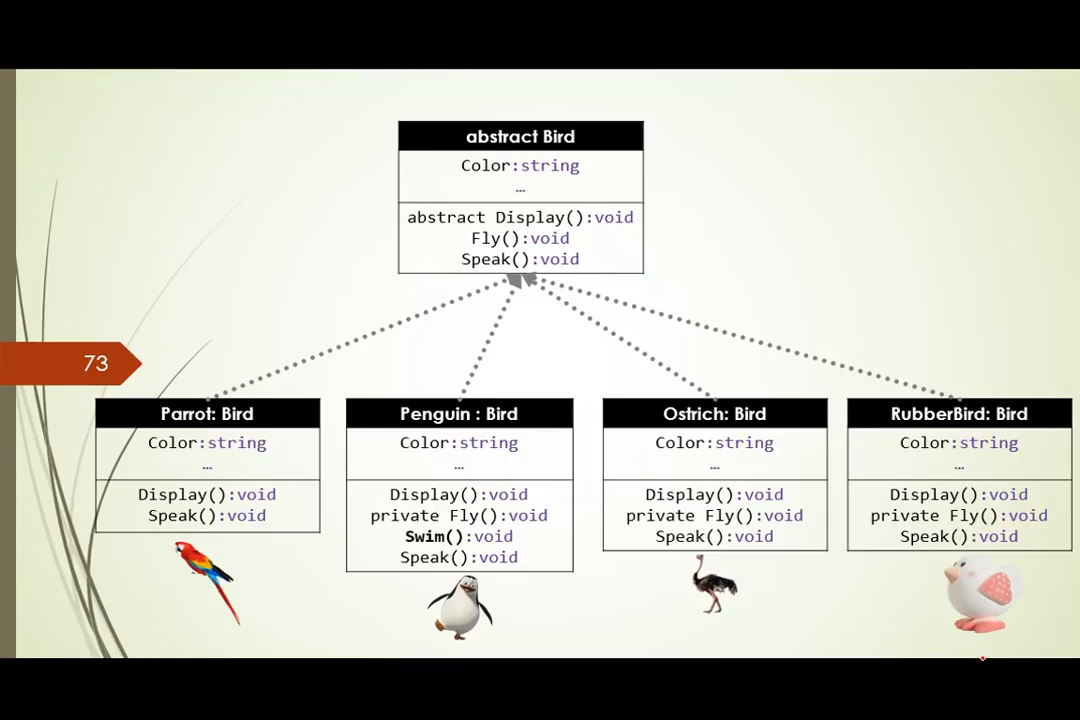 abstract Bird
Color:string
…
abstract Display():void
Fly():void
Speak():void
73
Parrot: Bird
Color:string
…
Display():void
Speak():void
Penguin : Bird
Color:string
…
Display():void
private Fly():void
Swim():void
Speak():void
Ostrich: Bird
Color:string
…
Display():void
private Fly():void
Speak():void
RubberBird: Bird
Color:string
…
Display():void
private Fly():void
Speak():void